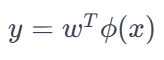 y = w^T ϕ(x)